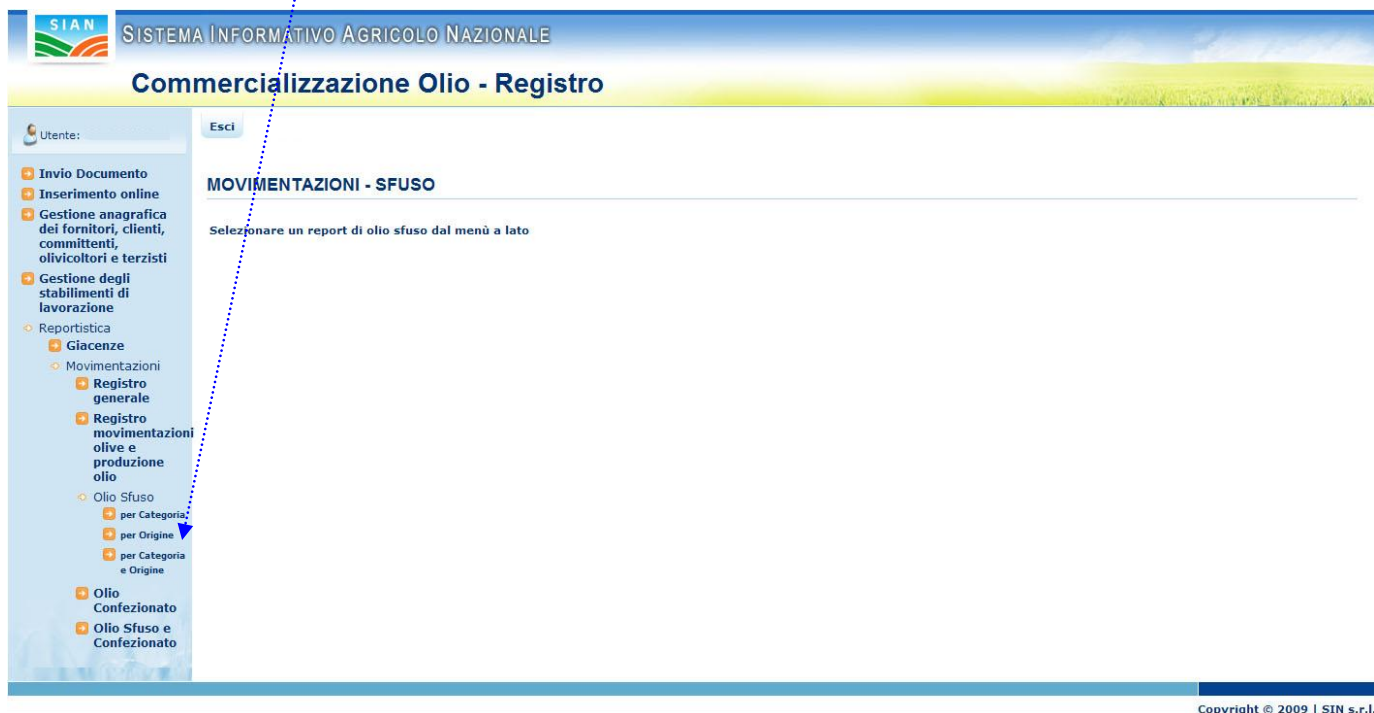 SIAN
SISTEMA INFORMATIVO AGRICOLO NAZIONALE
Commercializzazione Olio - Registro
Utente:
Esci
Invio Documento
Inserimento online
Gestione anagrafica
dei fornitori, clienti,
committenti,
olivicoltori e terzisti
Gestione degli
stabilimenti di
lavorazione
Reportistica
Giacenze
Movimentazioni
Registro
generale
Registro
movimentazioni
olive e
produzione
olio
Olio Sfuso
per Categoria
per Origine
per Categoria
e Origine
Olio
Confezionato
Olio Sfuso e
Confezionato
MOVIMENTAZIONI - SFUSO
Selezionare un report di olio sfuso dal menù a lato
Copyright © 2009 | SIN s.r.l.